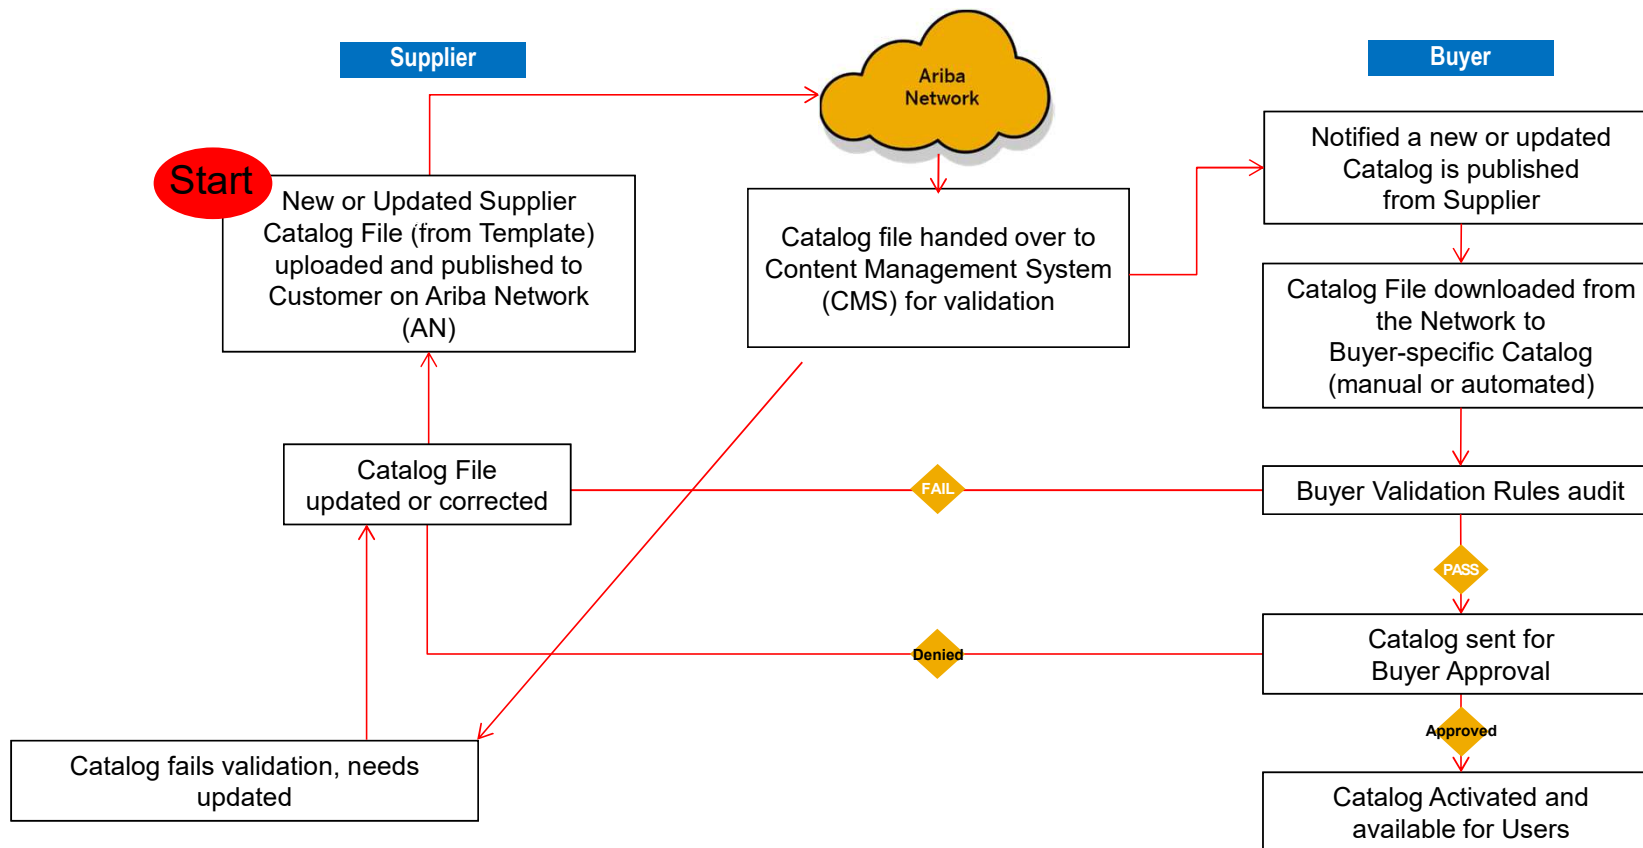 Supplier
Ariba
Network
Buyer
Start
New or Updated Supplier
Catalog File (from Template)
uploaded and published to
Customer on Ariba Network
(AN)
Catalog file handed over to
Content Management System
(CMS) for validation
Notified a new or updated
Catalog is published
from Supplier
Catalog File downloaded from
the Network to
Buyer-specific Catalog
(manual or automated)
Catalog File
updated or corrected
FAIL
Buyer Validation Rules audit
PASS
Denied
Catalog sent for
Buyer Approval
Approved
Catalog fails validation, needs
updated
Catalog Activated and
available for Users